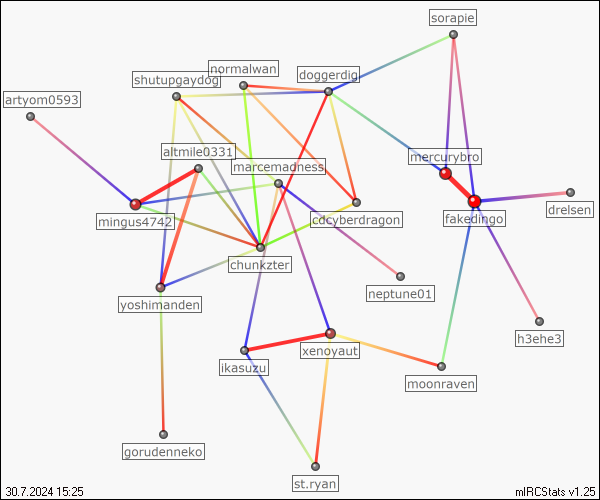 sorapie
normalwan
doggerdig
shutupgaydog
artyom0593
altmile0331
mercurybro
marcemadness
mingus4742
cdcyberdragon
fakedingo
drelsen
chunkzter
neptune01
yoshimanden
h3ehe3
xenoyaut
ikasuzu
moonraven
gorudenneko
st.ryan
30.7.2024 15:25
mIRCStats v1.25